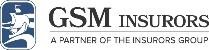 GSM INSURORS
A PARTNER OF THE INSURORS GROUP